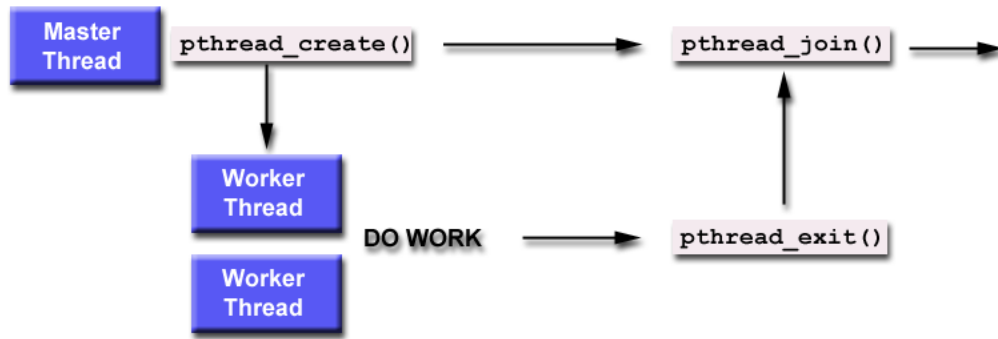 Master
Thread
pthread_create()
pthread_join()
Worker
Thread
DO WORK
pthread_exit()
Worker
Thread